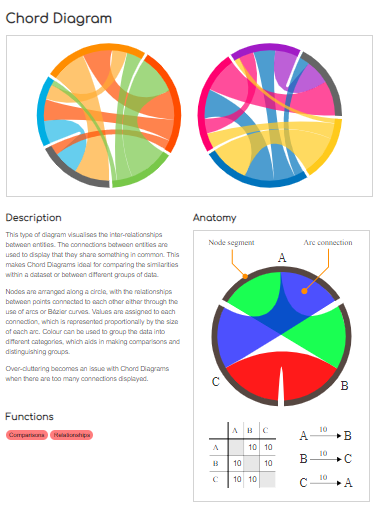 Chord Diagram
Description
This type of diagram visualises the inter-relationships
between entities. The connections between entities are
used to display that they share something in common. This
makes Chord Diagrams ideal for comparing the similarities
within a dataset or between different groups of data.
Nodes are arranged along a circle, with the relationships
between points connected to each other either through the
use of arcs or Bézier curves. Values are assigned to each
connection, which is represented proportionally by the size
of each arc. Colour can be used to group the data into
different categories, which aids in making comparisons and
distinguishing groups.
Over-cluttering becomes an issue with Chord Diagrams
when there are too many connections displayed.
Functions
Comparisons Relationships
Anatomy
Node segment Arc connection
A
C B
A B C
A 10 10
B 10 10
C 10 10
10
A B
10
B C
10
C A